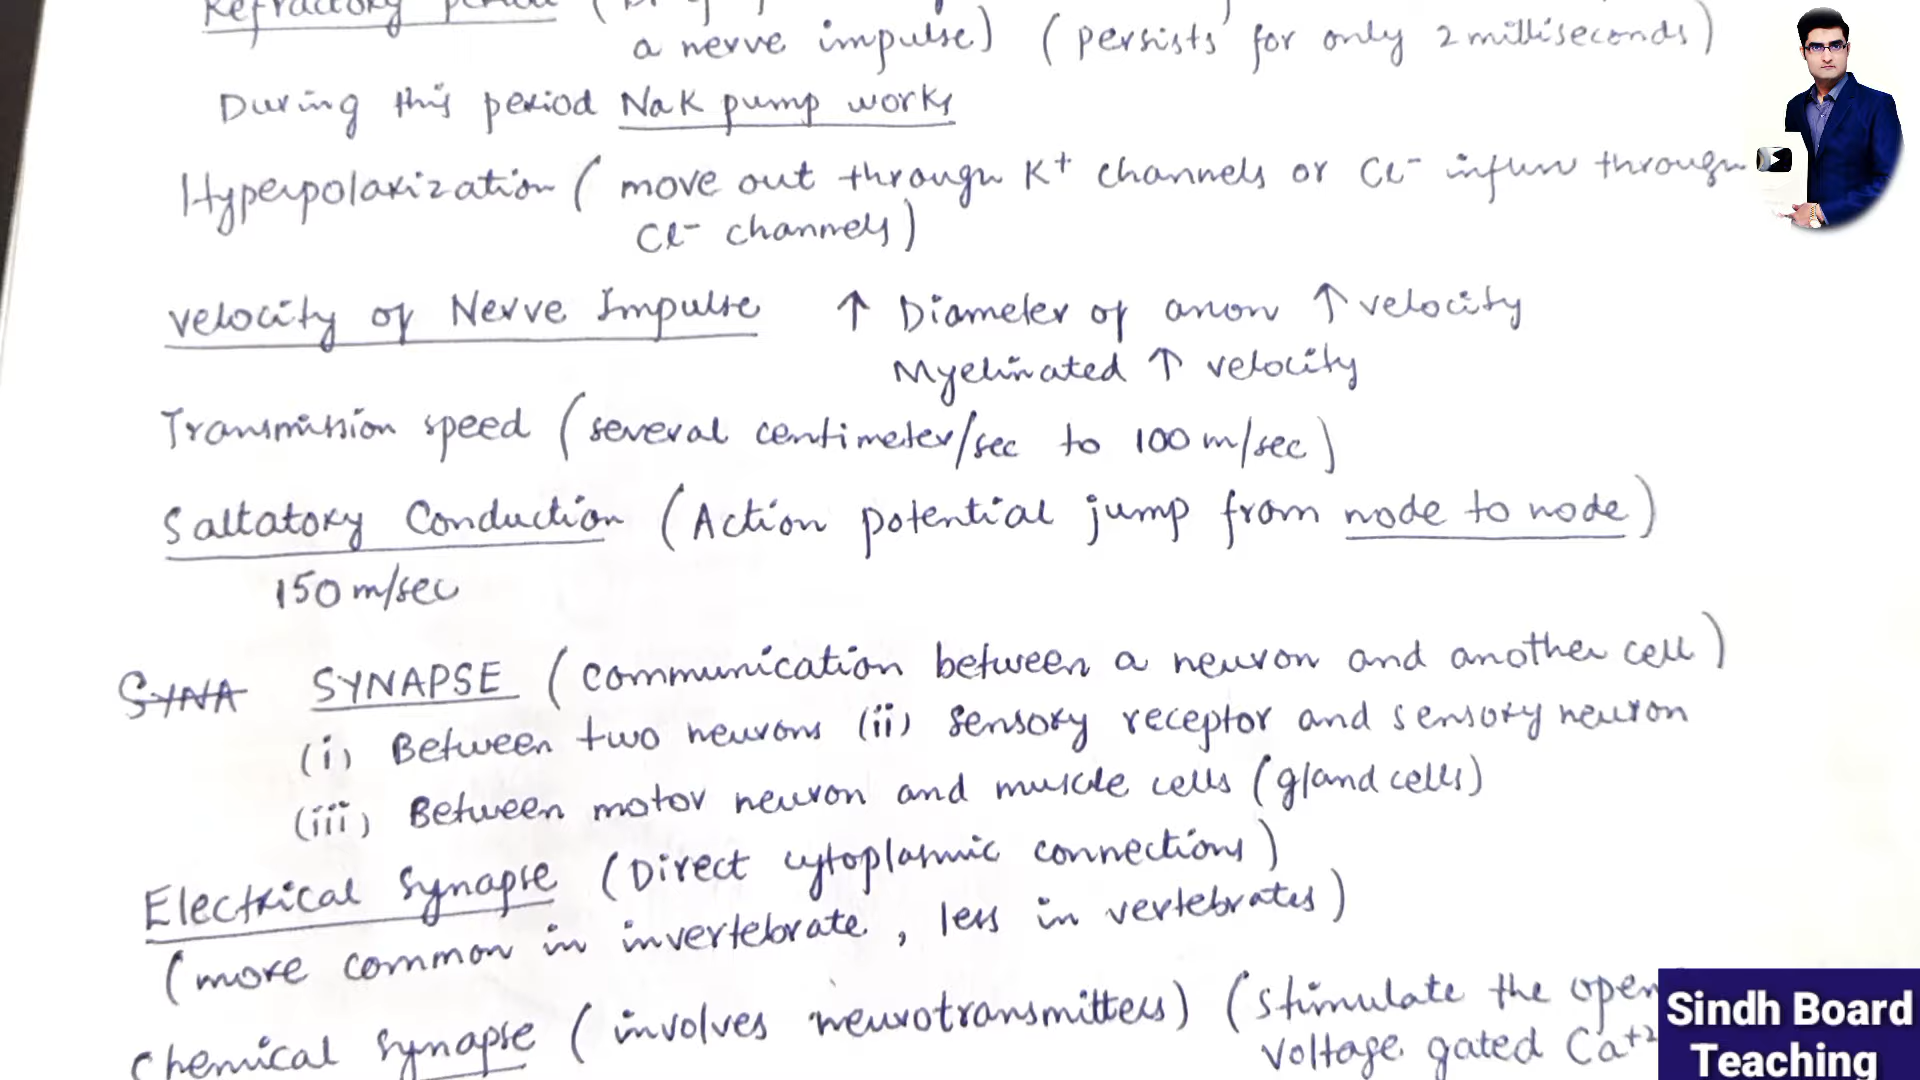 Refractory period (
a nerve impulse) (persists for only 2 milliseconds)
During this period Na K pump works
Hyperpolarization ( move out through K+ channels or Cl- influx through
Cl- channels)
velocity of Nerve Impulse ↑ Diameter of axon ↑ velocity
Myelinated ↑ velocity
Transmission speed (several centimeter/sec to 100 m/sec)
Saltatory Conduction (Action potential jump from node to node)
150 m/sec
SYNA SYNAPSE (communication between a neuron and another cell)
(i) Between two neurons (ii) sensory receptor and sensory neuron
(iii) Between motor neuron and muscle cells (gland cells)
Electrical synapse (Direct cytoplasmic connections)
(more common in invertebrate, less in vertebrates)
Chemical synapse (involves neurotransmitters) (stimulate the open
voltage gated Ca+2
Sindh Board
Teaching